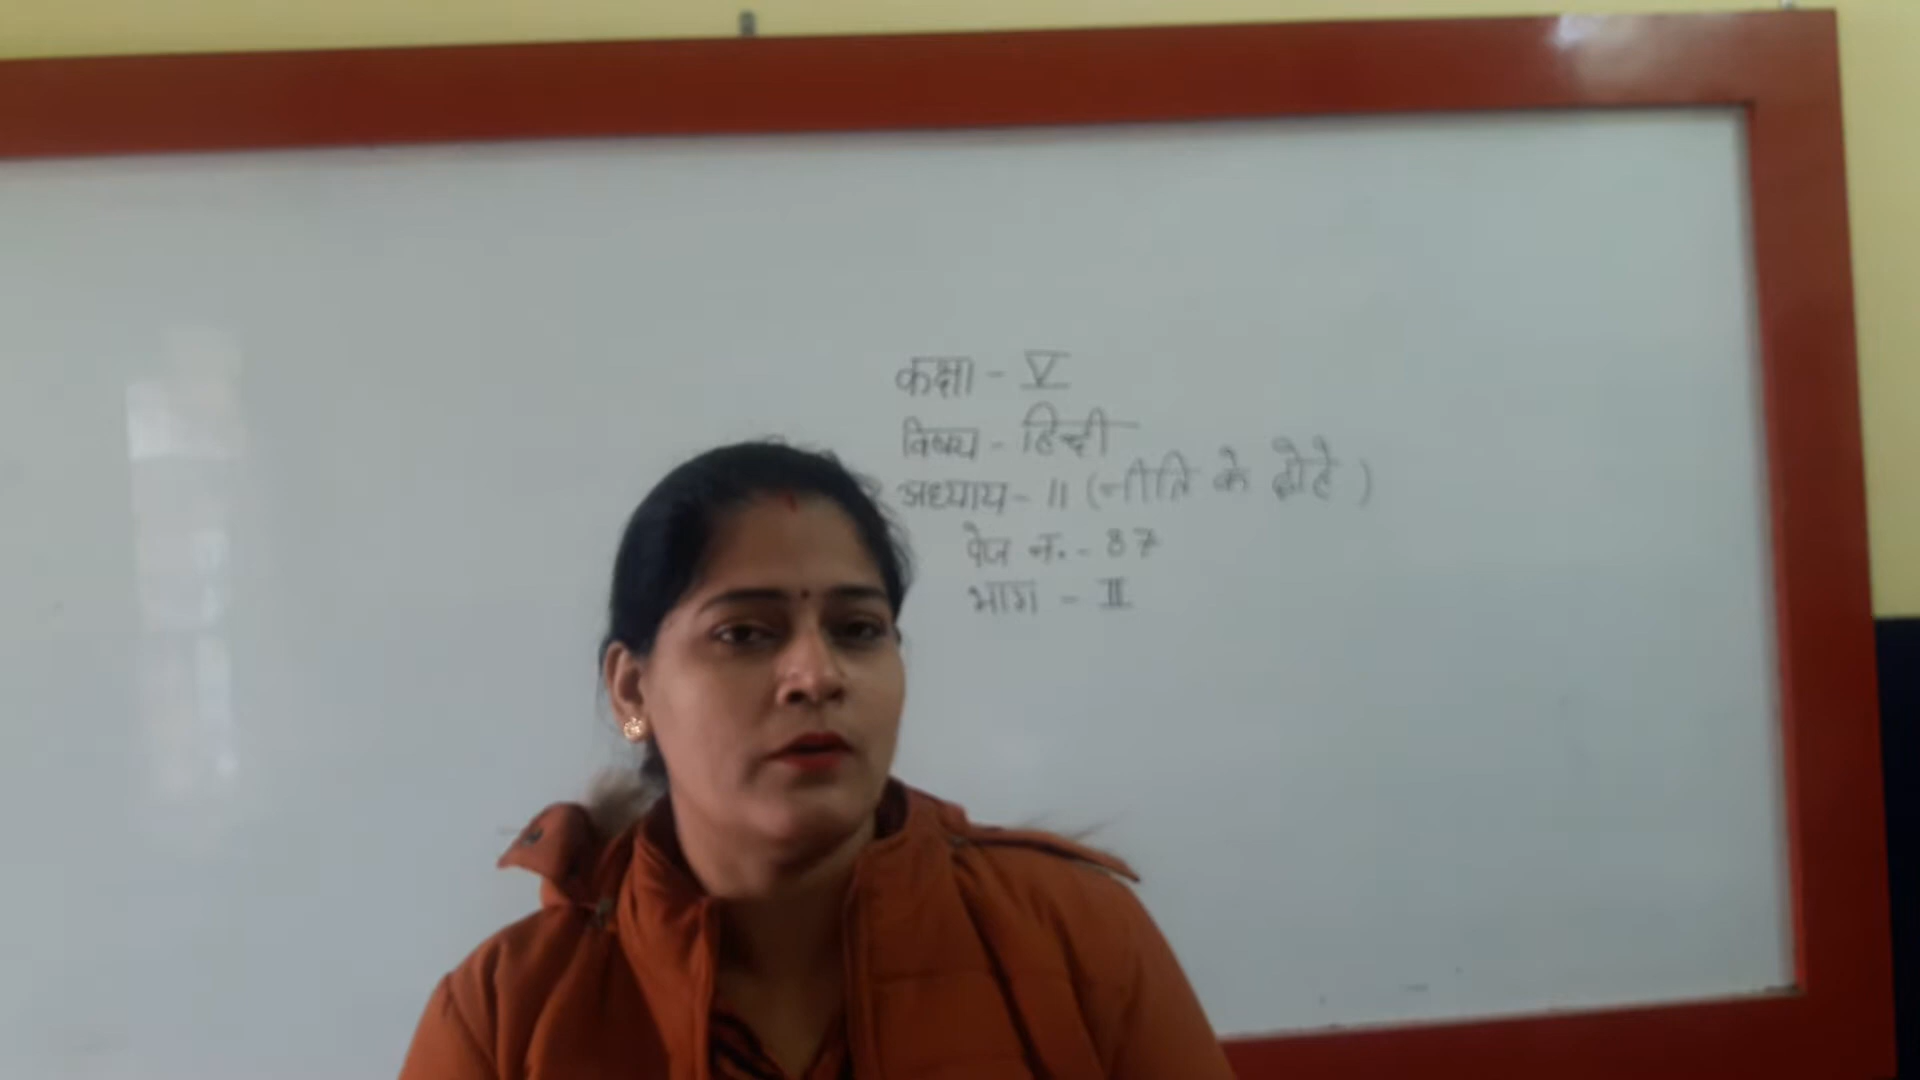 कक्षा - V
विषय - हिन्दी
अध्याय - 11 (नीति के दोहे )
पेज न. - 87
भाग - II